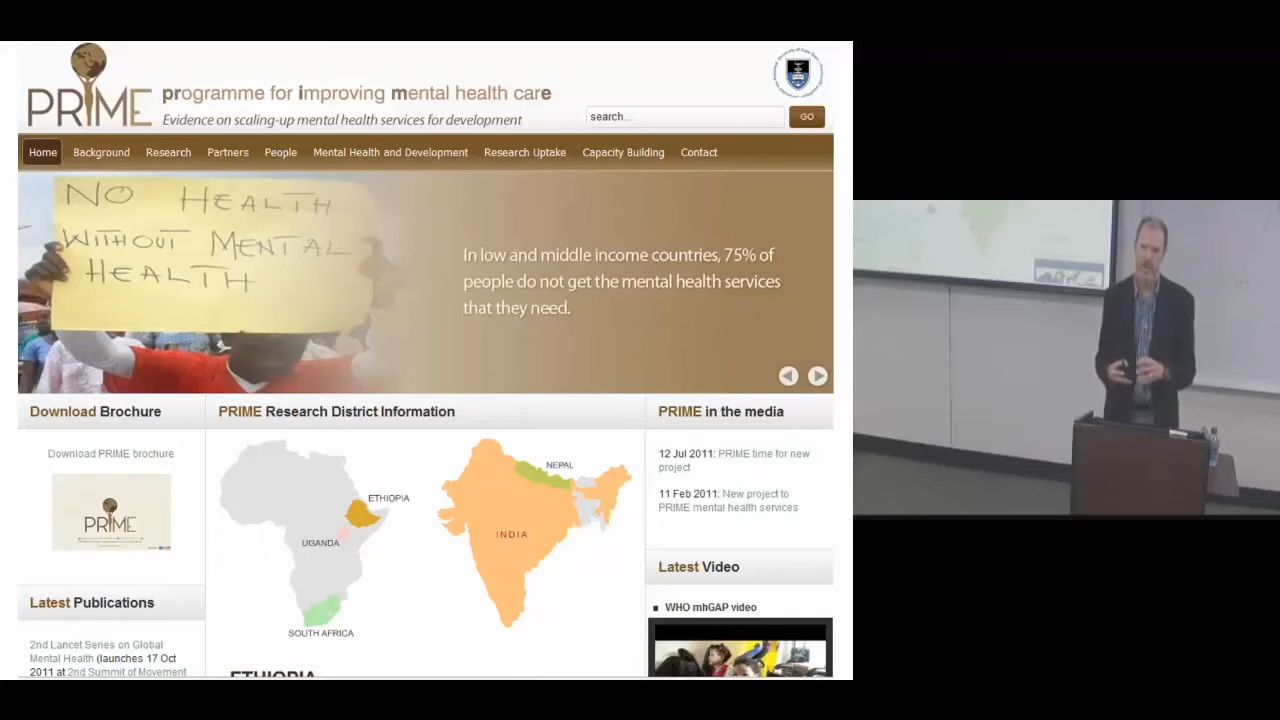 PRIME
programme for improving mental health care
Evidence on scaling-up mental health services for development
search...
GO
Home Background Research Partners People Mental Health and Development Research Uptake Capacity Building Contact
NO HEALTH
WITHOUT MENTAL
HEALTH
In low and middle income countries, 75% of
people do not get the mental health services
that they need.
Download Brochure
Download PRIME brochure
PRIME
Latest Publications
2nd Lancet Series on Global
Mental Health (launches 17 Oct
2011 at 2nd Summit of Movement
PRIME Research District Information
ETHIOPIA
UGANDA
SOUTH AFRICA
NEPAL
INDIA
ETHIOPIA
PRIME in the media
12 Jul 2011: PRIME time for new
project
11 Feb 2011: New project to
PRIME mental health services
Latest Video
WHO mhGAP video